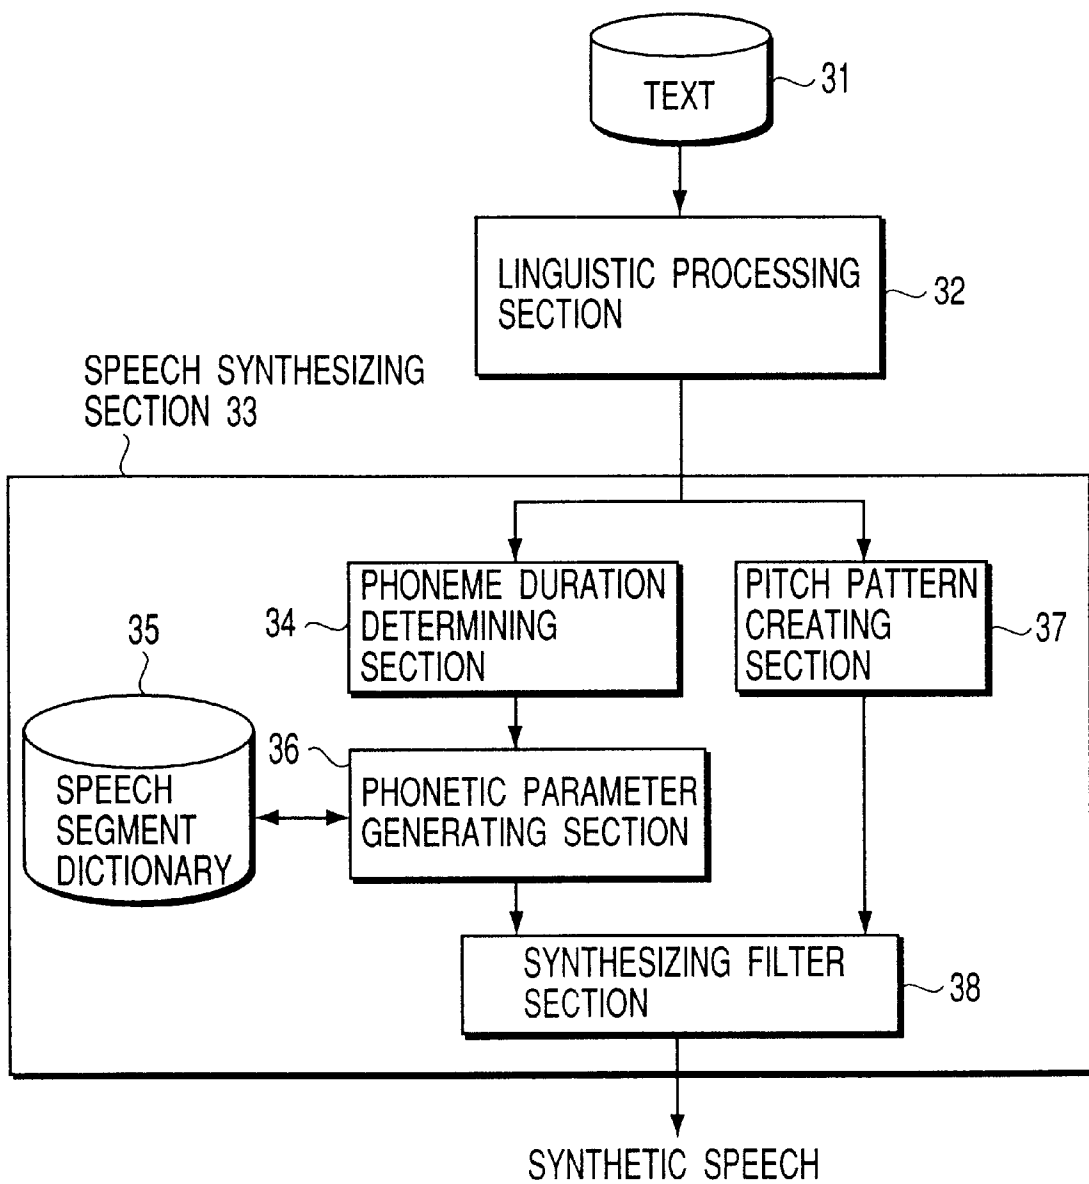 TEXT
31
LINGUISTIC PROCESSING
SECTION
32
SPEECH SYNTHESIZING
SECTION 33
PHONEME DURATION
DETERMINING
SECTION
34
PITCH PATTERN
CREATING
SECTION
37
35
SPEECH
SEGMENT
DICTIONARY
36
PHONETIC PARAMETER
GENERATING SECTION
SYNTHESIZING FILTER
SECTION
38
SYNTHETIC SPEECH